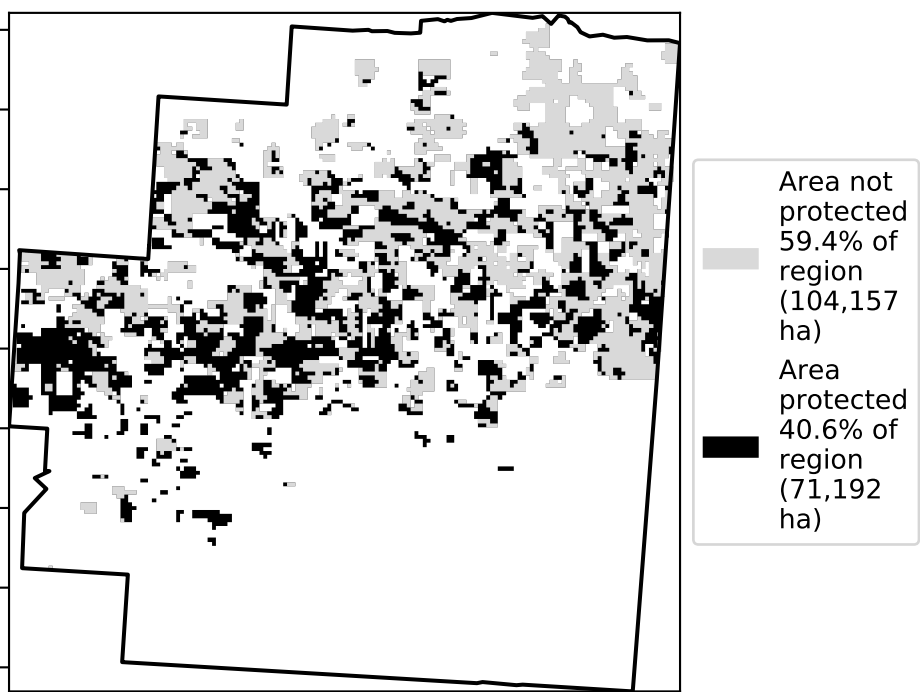 Area not
protected
59.4% of
region
(104,157
ha)
Area
protected
40.6% of
region
(71,192
ha)